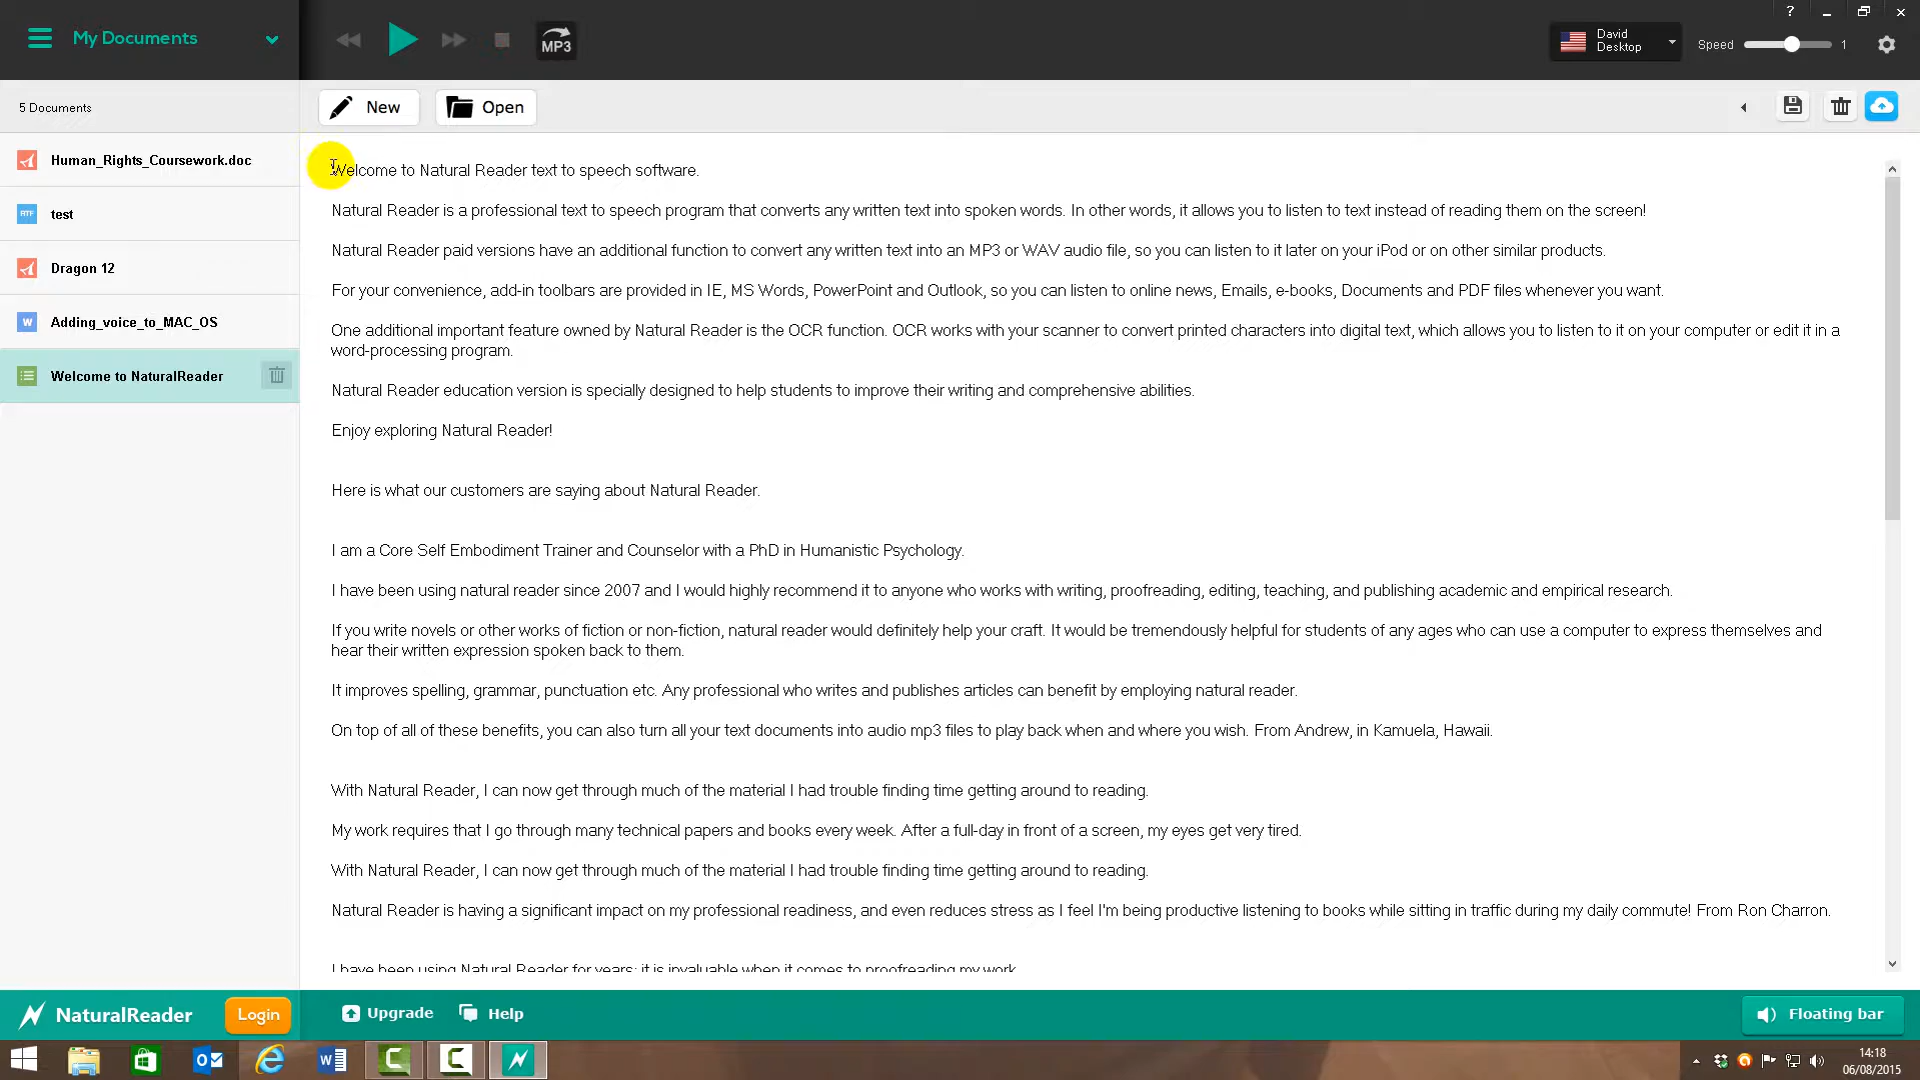 My Documents
MP3
David
Desktop
Speed
1
?
5 Documents
New
Open
Human_Rights_Coursework.doc
RTF
test
Dragon 12
W
Adding_voice_to_MAC_OS
Welcome to NaturalReader
Welcome to Natural Reader text to speech software.
Natural Reader is a professional text to speech program that converts any written text into spoken words. In other words, it allows you to listen to text instead of reading them on the screen!
Natural Reader paid versions have an additional function to convert any written text into an MP3 or WAV audio file, so you can listen to it later on your iPod or on other similar products.
For your convenience, add-in toolbars are provided in IE, MS Words, PowerPoint and Outlook, so you can listen to online news, Emails, e-books, Documents and PDF files whenever you want.
One additional important feature owned by Natural Reader is the OCR function. OCR works with your scanner to convert printed characters into digital text, which allows you to listen to it on your computer or edit it in a
word-processing program.
Natural Reader education version is specially designed to help students to improve their writing and comprehensive abilities.
Enjoy exploring Natural Reader!
Here is what our customers are saying about Natural Reader.
I am a Core Self Embodiment Trainer and Counselor with a PhD in Humanistic Psychology.
I have been using natural reader since 2007 and I would highly recommend it to anyone who works with writing, proofreading, editing, teaching, and publishing academic and empirical research.
If you write novels or other works of fiction or non-fiction, natural reader would definitely help your craft. It would be tremendously helpful for students of any ages who can use a computer to express themselves and
hear their written expression spoken back to them.
It improves spelling, grammar, punctuation etc. Any professional who writes and publishes articles can benefit by employing natural reader.
On top of all of these benefits, you can also turn all your text documents into audio mp3 files to play back when and where you wish. From Andrew, in Kamuela, Hawaii.
With Natural Reader, I can now get through much of the material I had trouble finding time getting around to reading.
My work requires that I go through many technical papers and books every week. After a full-day in front of a screen, my eyes get very tired.
With Natural Reader, I can now get through much of the material I had trouble finding time getting around to reading.
Natural Reader is having a significant impact on my professional readiness, and even reduces stress as I feel I'm being productive listening to books while sitting in traffic during my daily commute! From Ron Charron.
I have been using Natural Reader for years; it is invaluable when it comes to proofreading my work
NaturalReader
Login
Upgrade
Help
Floating bar
14:18
06/08/2015